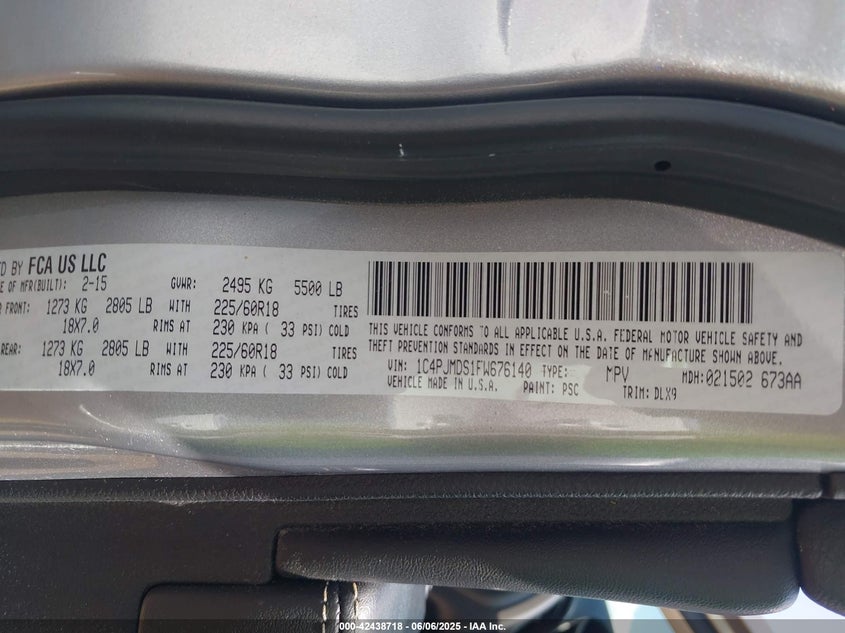 FCA US LLC
MFR(BUILT): 2-15 GVWR: 2495 KG 5500 LB
FRONT: 1273 KG 2805 LB WITH 225/60R18 TIRES
18X7.0 RIMS AT 230 KPA ( 33 PSI) COLD
REAR: 1273 KG 2805 LB WITH 225/60R18 TIRES
18X7.0 RIMS AT 230 KPA ( 33 PSI) COLD
THIS VEHICLE CONFORMS TO ALL APPLICABLE U.S.A. FEDERAL MOTOR VEHICLE SAFETY AND
THEFT PREVENTION STANDARDS IN EFFECT ON THE DATE OF MANUFACTURE SHOWN ABOVE.
VIN: 1C4PJMDS1FW676140 TYPE: MPV MDH:021502 673AA
VEHICLE MADE IN U.S.A. PAINT: PSC TRIM: DLX9
000-42438718 - 06/06/2025 - IAA Inc.